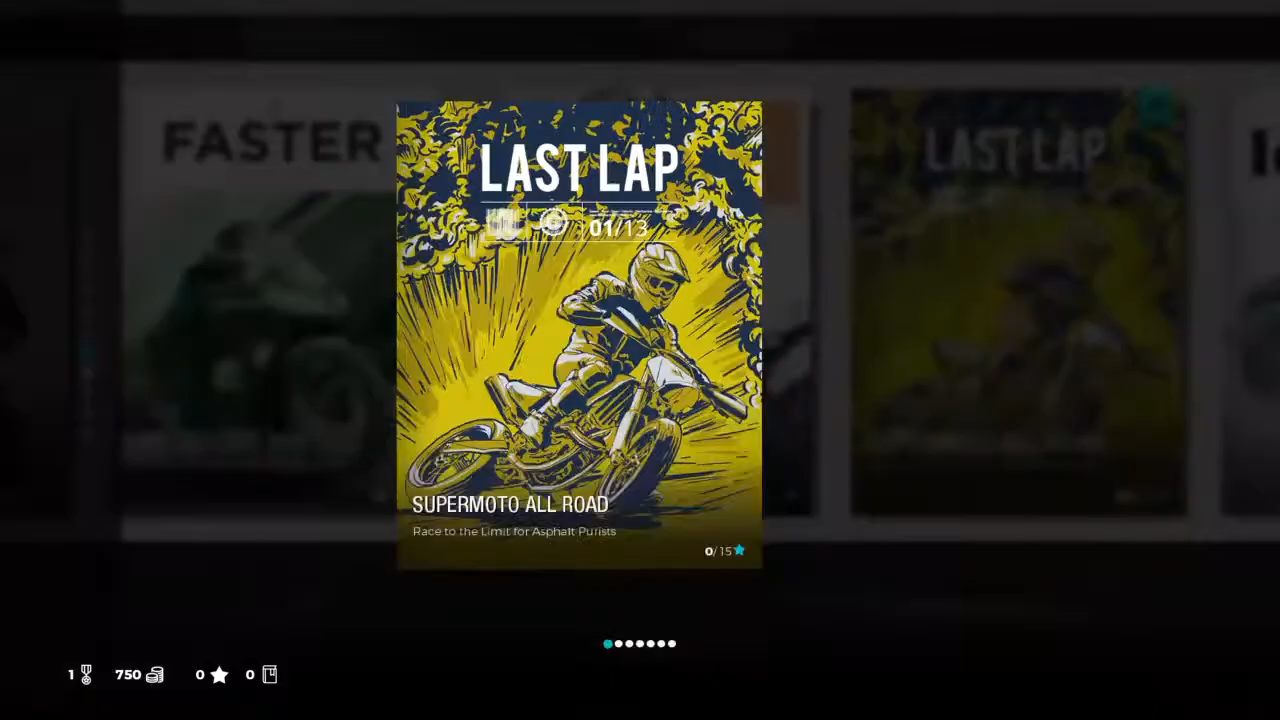 FASTER
LAST LAP
01/13
LAST LAP
SUPERMOTO ALL ROAD
Race to the Limit for Asphalt Purists
0/15
1
750
0
0